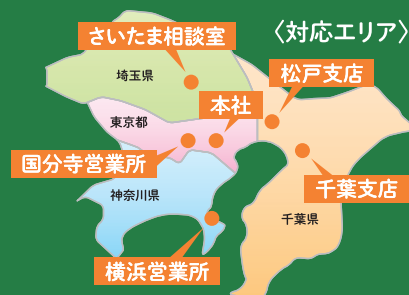 〈対応エリア〉
さいたま相談室
松戸支店
埼玉県
本社
東京都
国分寺営業所
千葉支店
神奈川県
千葉県
横浜営業所